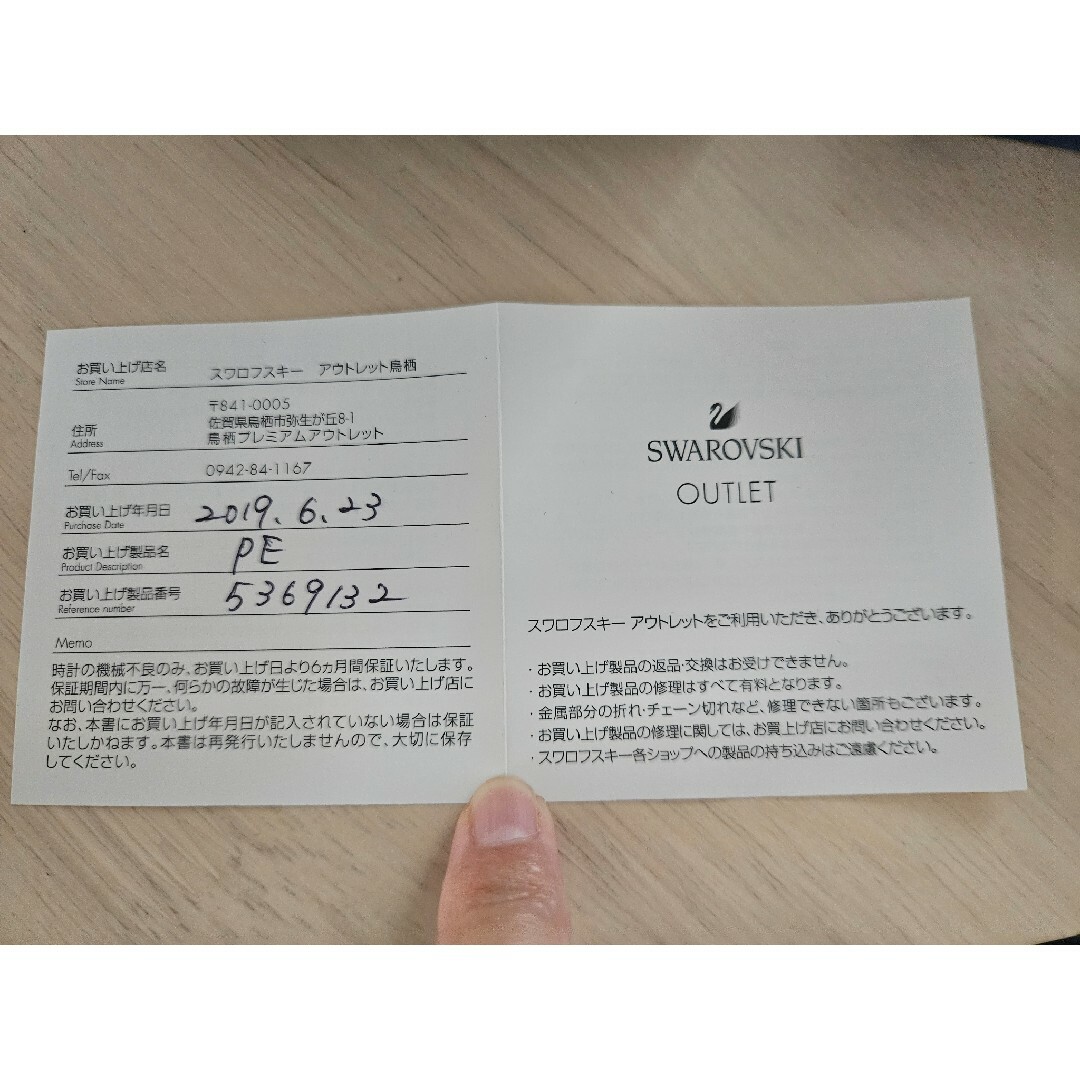 お買い上げ店名 スワロフスキー アウトレット鳥栖
Store Name
〒841-0005
住所 佐賀県鳥栖市弥生が丘8-1
Address 鳥栖プレミアムアウトレット
Tel/Fax 0942-84-1167
お買い上げ年月日 2019.6.23
Purchase Date
お買い上げ製品名 PE
Product Description
お買い上げ製品番号 5369132
Reference number
Memo
時計の機械不良のみ、お買い上げ日より6ヵ月間保証いたします。
保証期間内に万一、何らかの故障が生じた場合は、お買い上げ店に
お問い合わせください。
なお、本書にお買い上げ年月日が記入されていない場合は保証
いたしかねます。本書は再発行いたしませんので、大切に保存
してください。
SWAROVSKI
OUTLET
スワロフスキー アウトレットをご利用いただき、ありがとうございます。
・お買い上げ製品の返品・交換はお受けできません。
・お買い上げ製品の修理はすべて有料となります。
・金属部分の折れ・チェーン切れなど、修理できない箇所もございます。
・お買い上げ製品の修理に関しては、お買上げ店にお問い合わせください。
・スワロフスキー各ショップへの製品の持ち込みはご遠慮ください。